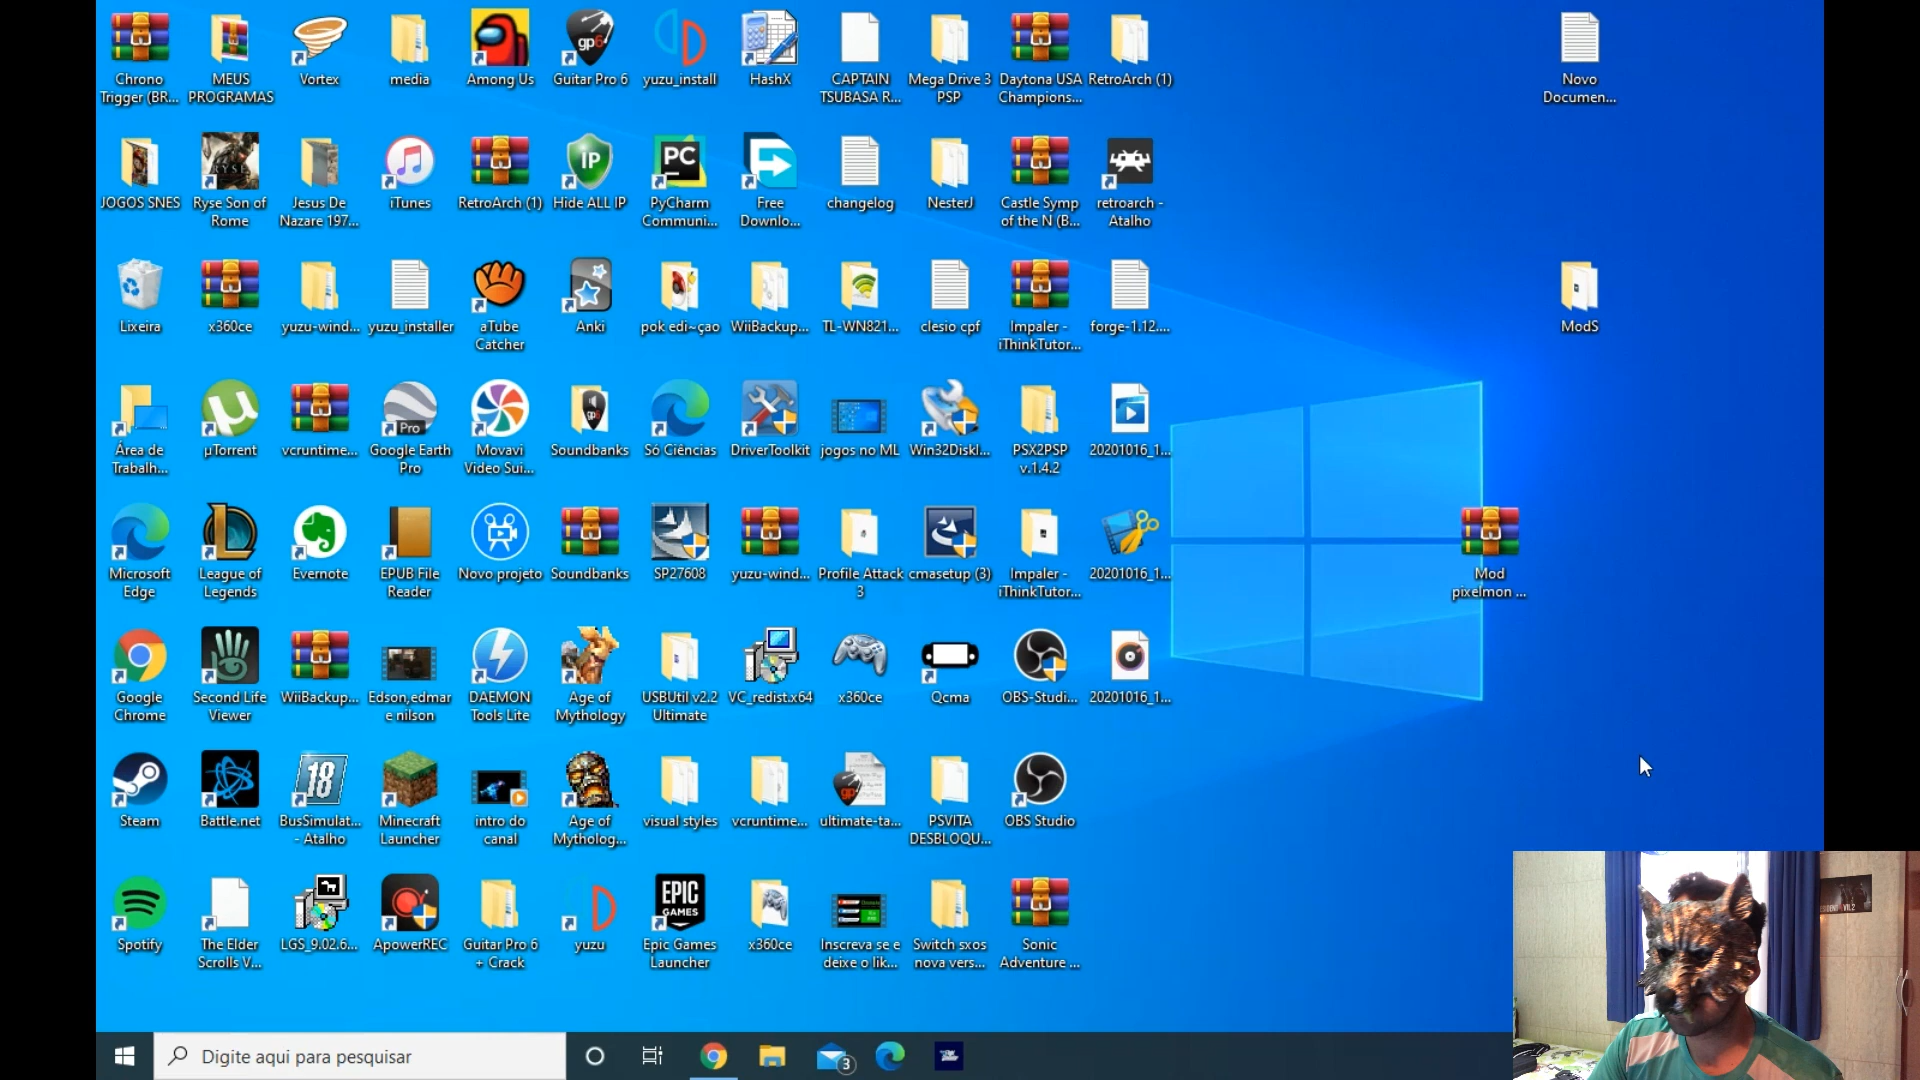 Chrono
Trigger (BR...
MEUS
PROGRAMAS
Vortex
media
Among Us
Guitar Pro 6
yuzu_install
HashX
CAPTAIN
TSUBASA R...
Mega Drive 3
PSP
Daytona USA
Champions...
RetroArch (1)
Novo
Documen...
JOGOS SNES
Ryse Son of
Rome
Jesus De
Nazare 197...
iTunes
RetroArch (1)
Hide ALL IP
PyCharm
Communi...
Free
Downlo...
changelog
NesterJ
Castle Symp
of the N (B...
retroarch -
Atalho
Lixeira
x360ce
yuzu-wind...
yuzu_installer
aTube
Catcher
Anki
pok edi~çao
WiiBackup...
TL-WN821...
clesio cpf
Impaler -
iThinkTutor...
forge-1.12....
ModS
Área de
Trabalh...
µTorrent
vcruntime...
Google Earth
Pro
Movavi
Video Sui...
Soundbanks
Só Ciências
DriverToolkit
jogos no ML
Win32DiskI...
PSX2PSP
v.1.4.2
20201016_1...
Microsoft
Edge
League of
Legends
Evernote
EPUB File
Reader
Novo projeto
Soundbanks
SP27608
yuzu-wind...
Profile Attack
3
cmasetup (3)
Impaler -
iThinkTutor...
20201016_1...
Mod
pixelmon ...
Google
Chrome
Second Life
Viewer
WiiBackup...
Edson,edmar
e nilson
DAEMON
Tools Lite
Age of
Mythology
USBUtil v2.2
Ultimate
VC_redist.x64
x360ce
Qcma
OBS-Studi...
20201016_1...
Steam
Battle.net
BusSimulat...
- Atalho
Minecraft
Launcher
intro do
canal
Age of
Mytholog...
visual styles
vcruntime...
ultimate-ta...
PSVITA
DESBLOQU...
OBS Studio
Spotify
The Elder
Scrolls V...
LGS_9.02.6...
ApowerREC
Guitar Pro 6
+ Crack
yuzu
Epic Games
Launcher
x360ce
Inscreva se e
deixe o lik...
Switch sxos
nova vers...
Sonic
Adventure ...
Digite aqui para pesquisar
3